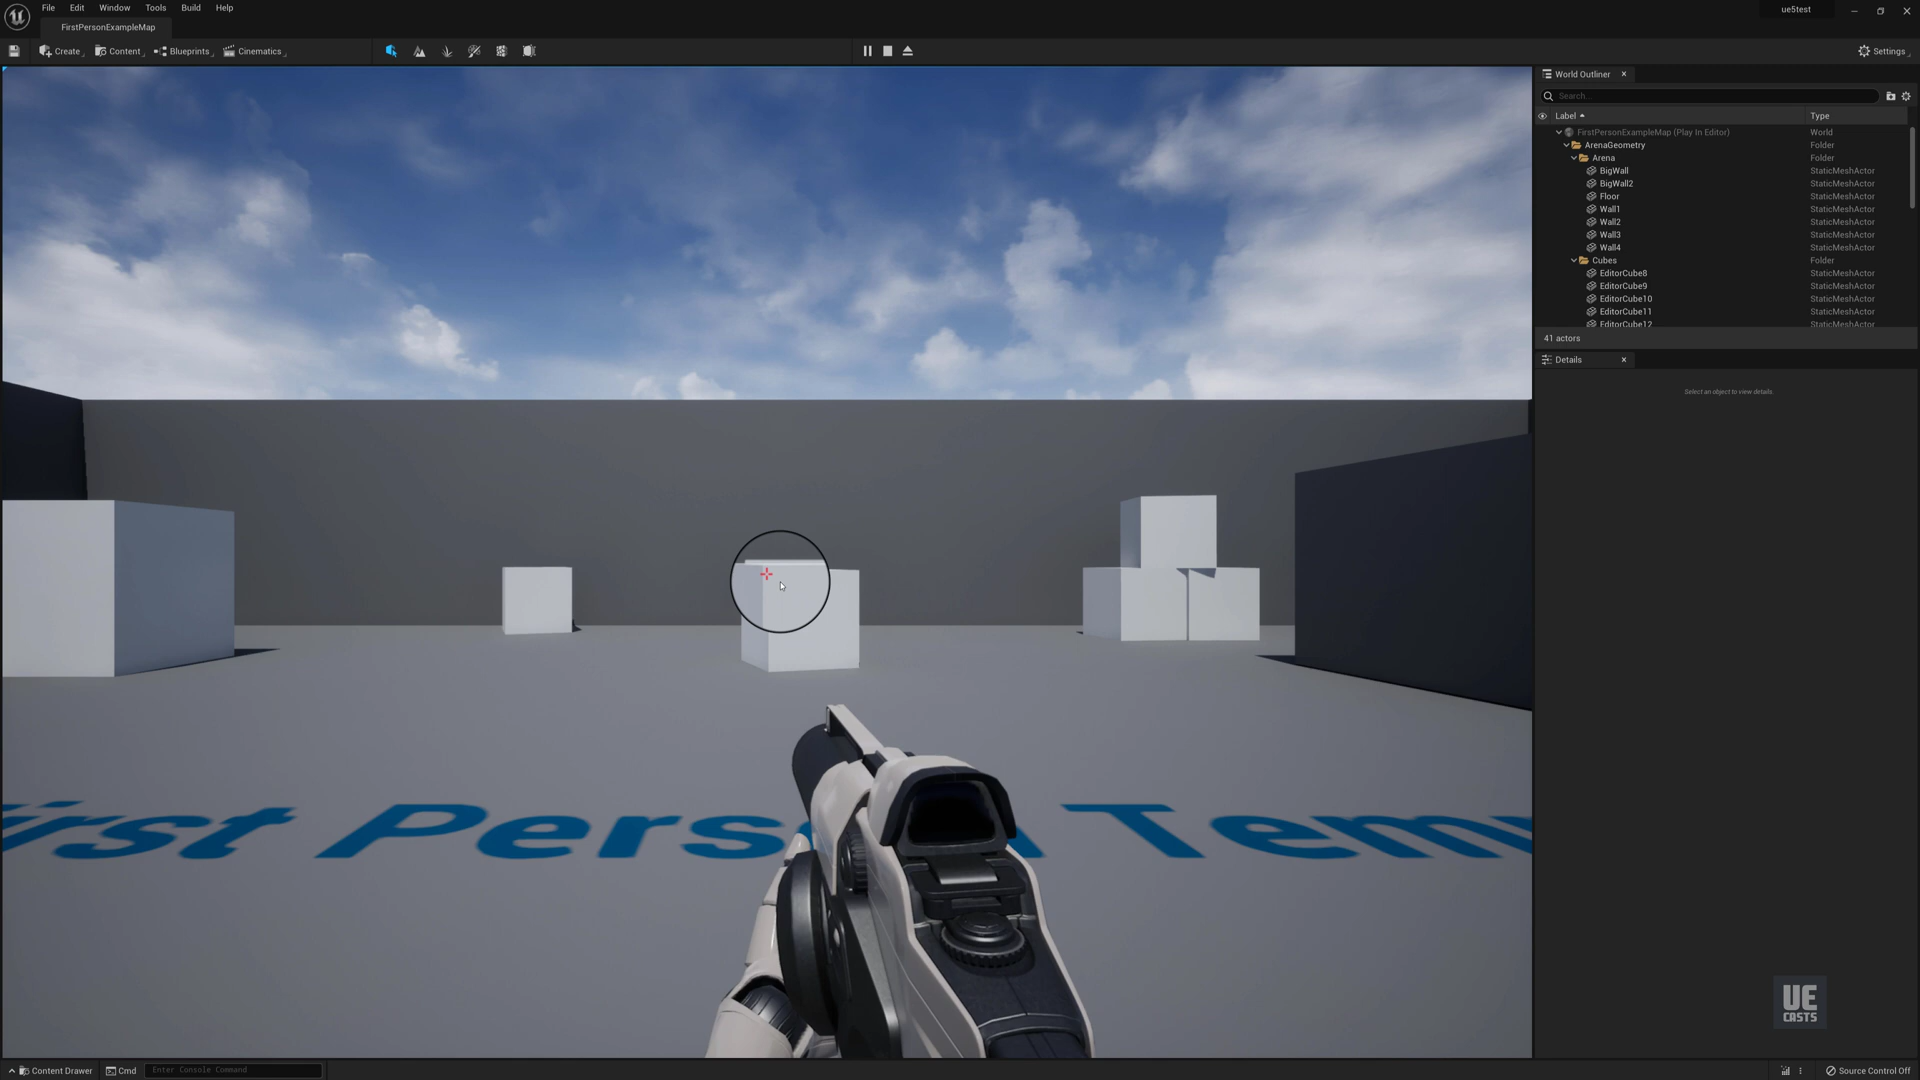 File Edit Window Tools Build Help
ue5test
FirstPersonExampleMap
Create Content Blueprints Cinematics
Settings
World Outliner
Search...
Label Type
FirstPersonExampleMap (Play In Editor) World
ArenaGeometry Folder
Arena Folder
BigWall StaticMeshActor
BigWall2 StaticMeshActor
Floor StaticMeshActor
Wall1 StaticMeshActor
Wall2 StaticMeshActor
Wall3 StaticMeshActor
Wall4 StaticMeshActor
Cubes Folder
EditorCube8 StaticMeshActor
EditorCube9 StaticMeshActor
EditorCube10 StaticMeshActor
EditorCube11 StaticMeshActor
EditorCube12 StaticMeshActor
41 actors
Details
Select an object to view details
irst Perso Tem
UE
CASTS
Content Drawer Cmd Enter Console Command
Source Control Off